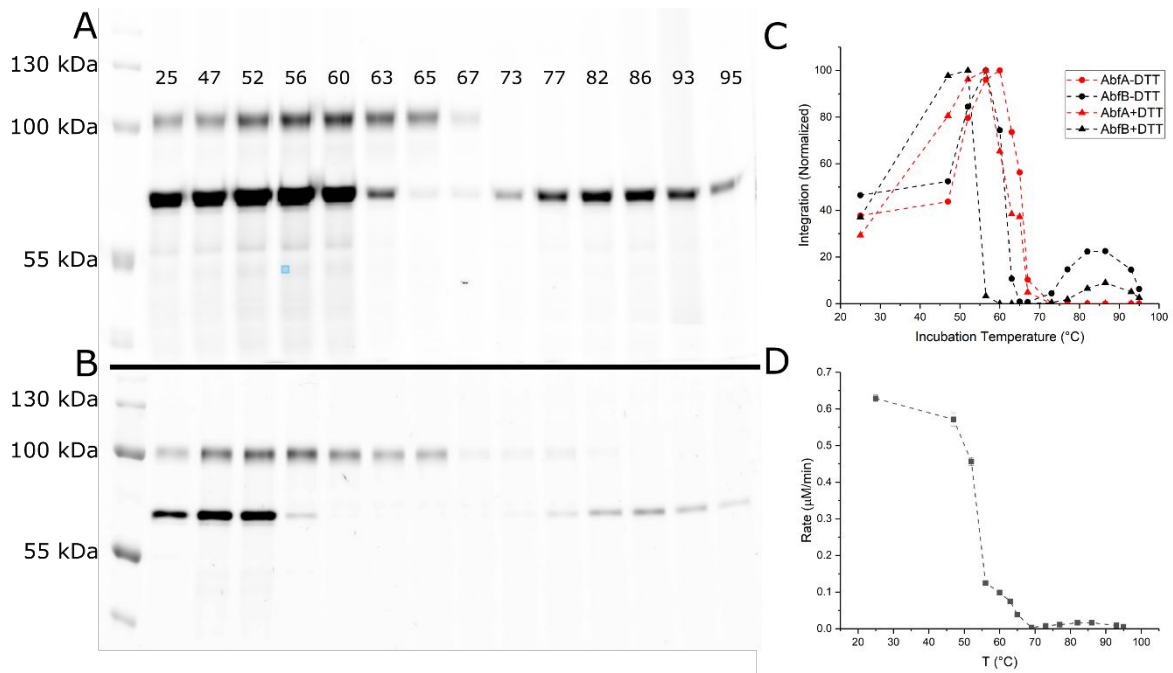 A
130 kDa
100 kDa
55 kDa
25 47 52 56 60 63 65 67 73 77 82 86 93 95
B
130 kDa
100 kDa
55 kDa
C
Integration (Normalized)
100
80
60
40
20
0
20 30 40 50 60 70 80 90 100
Incubation Temperature (°C)
AbfA-DTT
AbfB-DTT
AbfA+DTT
AbfB+DTT
D
Rate (µM/min)
0.7
0.6
0.5
0.4
0.3
0.2
0.1
0.0
20 30 40 50 60 70 80 90 100
T (°C)